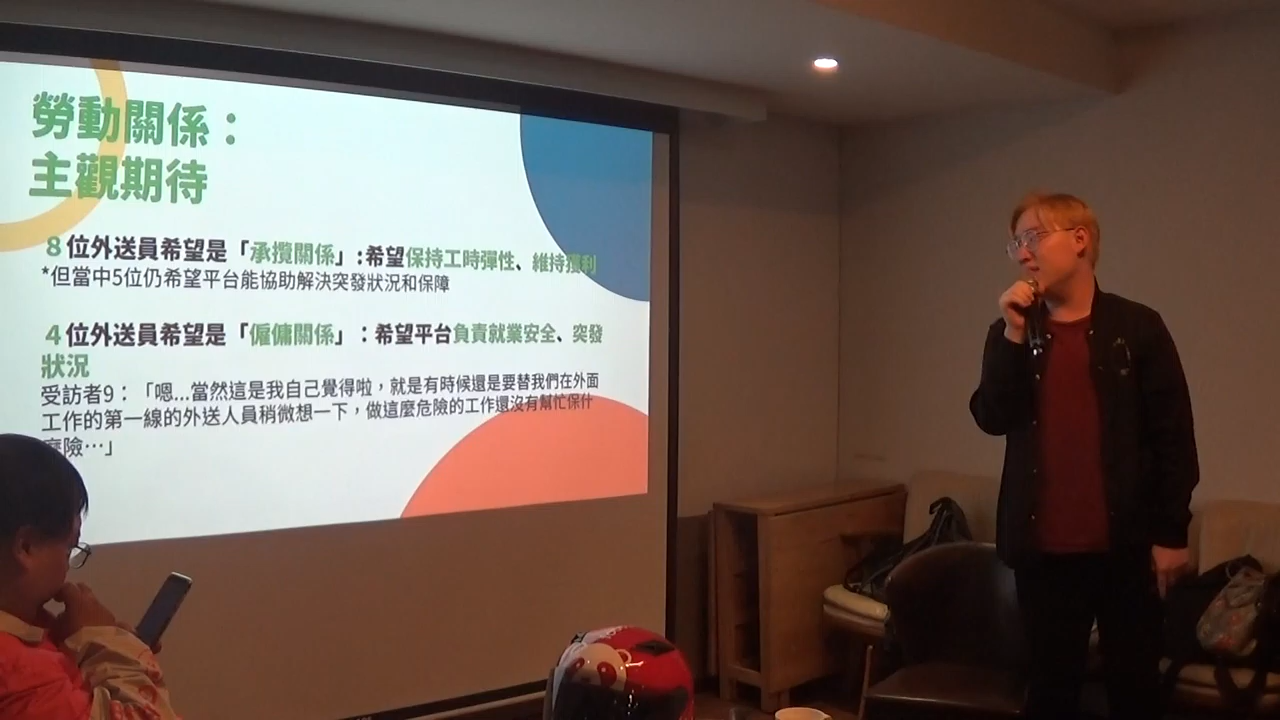 勞動關係：
主觀期待
8位外送員希望是「承攬關係」:希望保持工時彈性、維持獲利
*但當中5位仍希望平台能協助解決突發狀況和保障
4位外送員希望是「僱傭關係」：希望平台負責就業安全、突發
狀況
受訪者9：「嗯...當然這是我自己覺得啦，就是有時候還是要替我們在外面
工作的第一線的外送人員稍微想一下，做這麼危險的工作還沒有幫忙保什
麼險…」